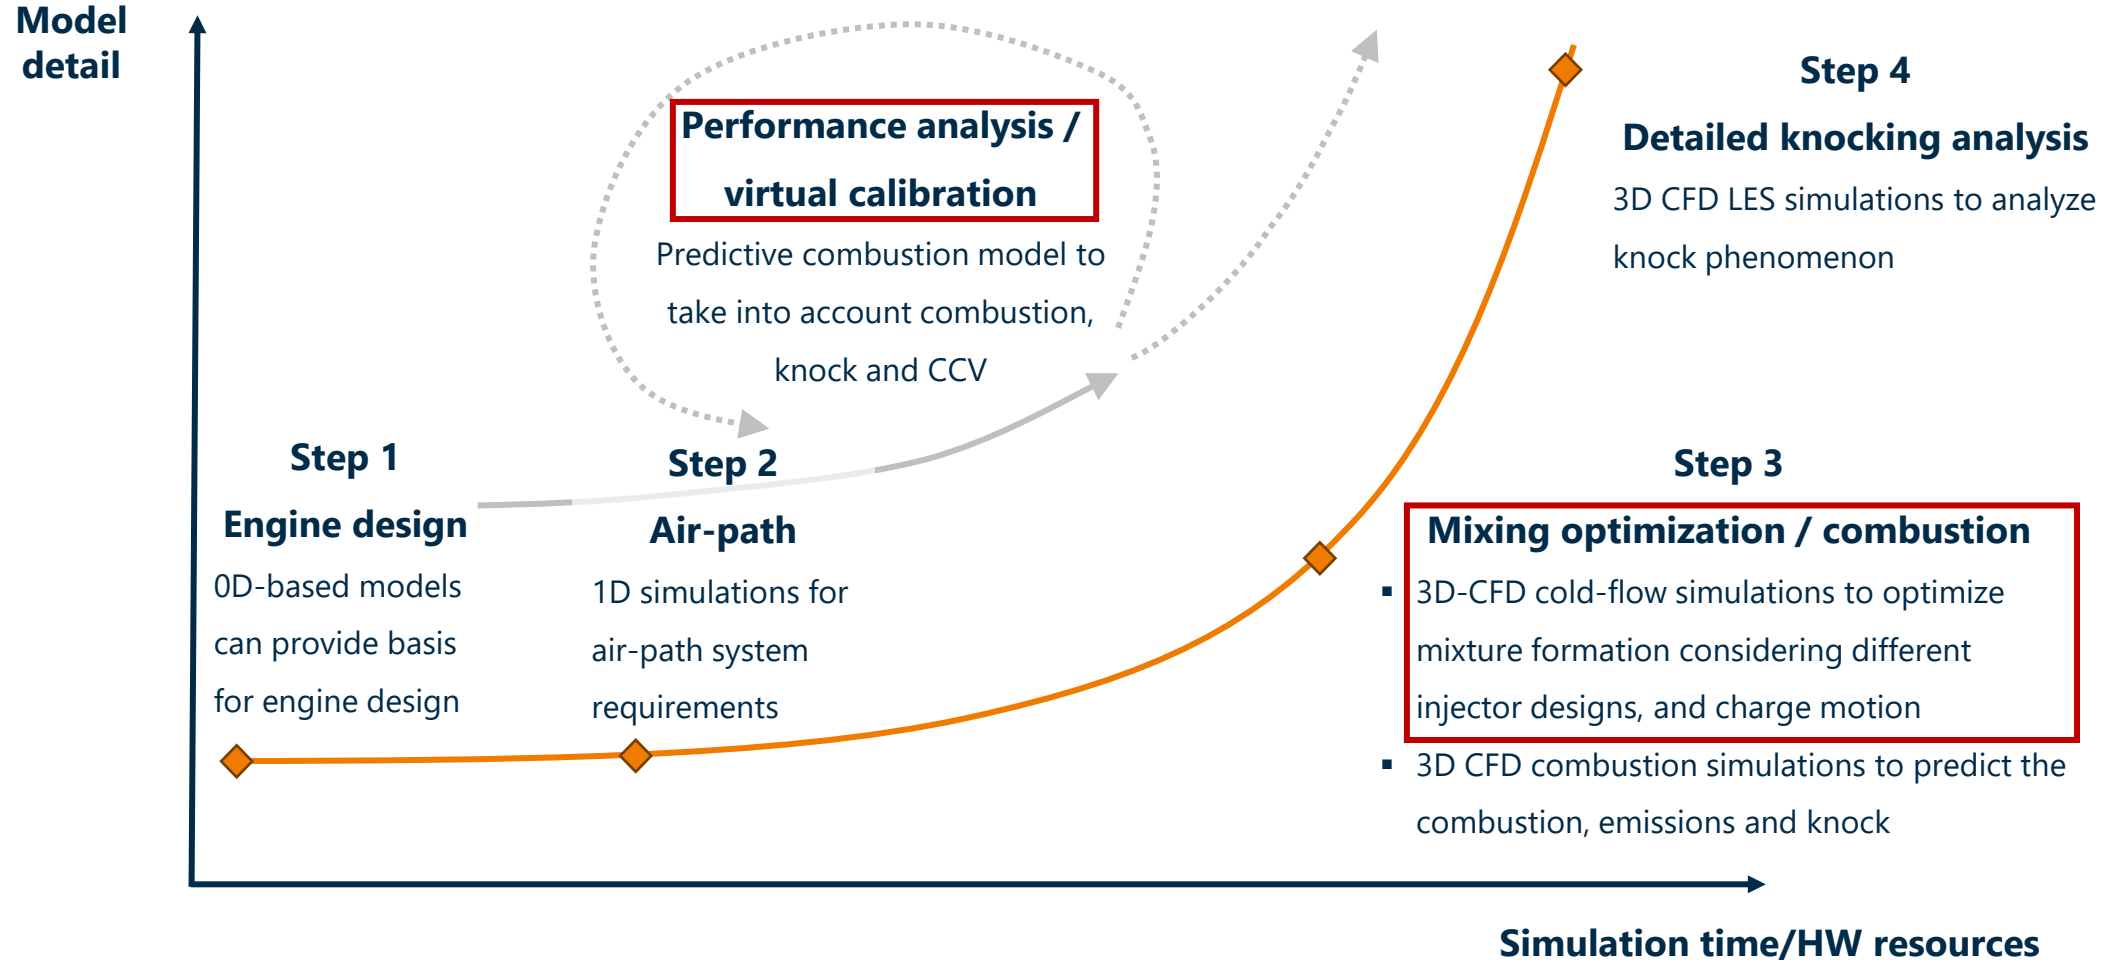 Model
detail
Performance analysis /
virtual calibration
Predictive combustion model to
take into account combustion,
knock and CCV
Step 4
Detailed knocking analysis
3D CFD LES simulations to analyze
knock phenomenon
Step 1
Engine design
0D-based models
can provide basis
for engine design
Step 2
Air-path
1D simulations for
air-path system
requirements
Step 3
Mixing optimization / combustion
▪ 3D-CFD cold-flow simulations to optimize
mixture formation considering different
injector designs, and charge motion
▪ 3D CFD combustion simulations to predict the
combustion, emissions and knock
Simulation time/HW resources